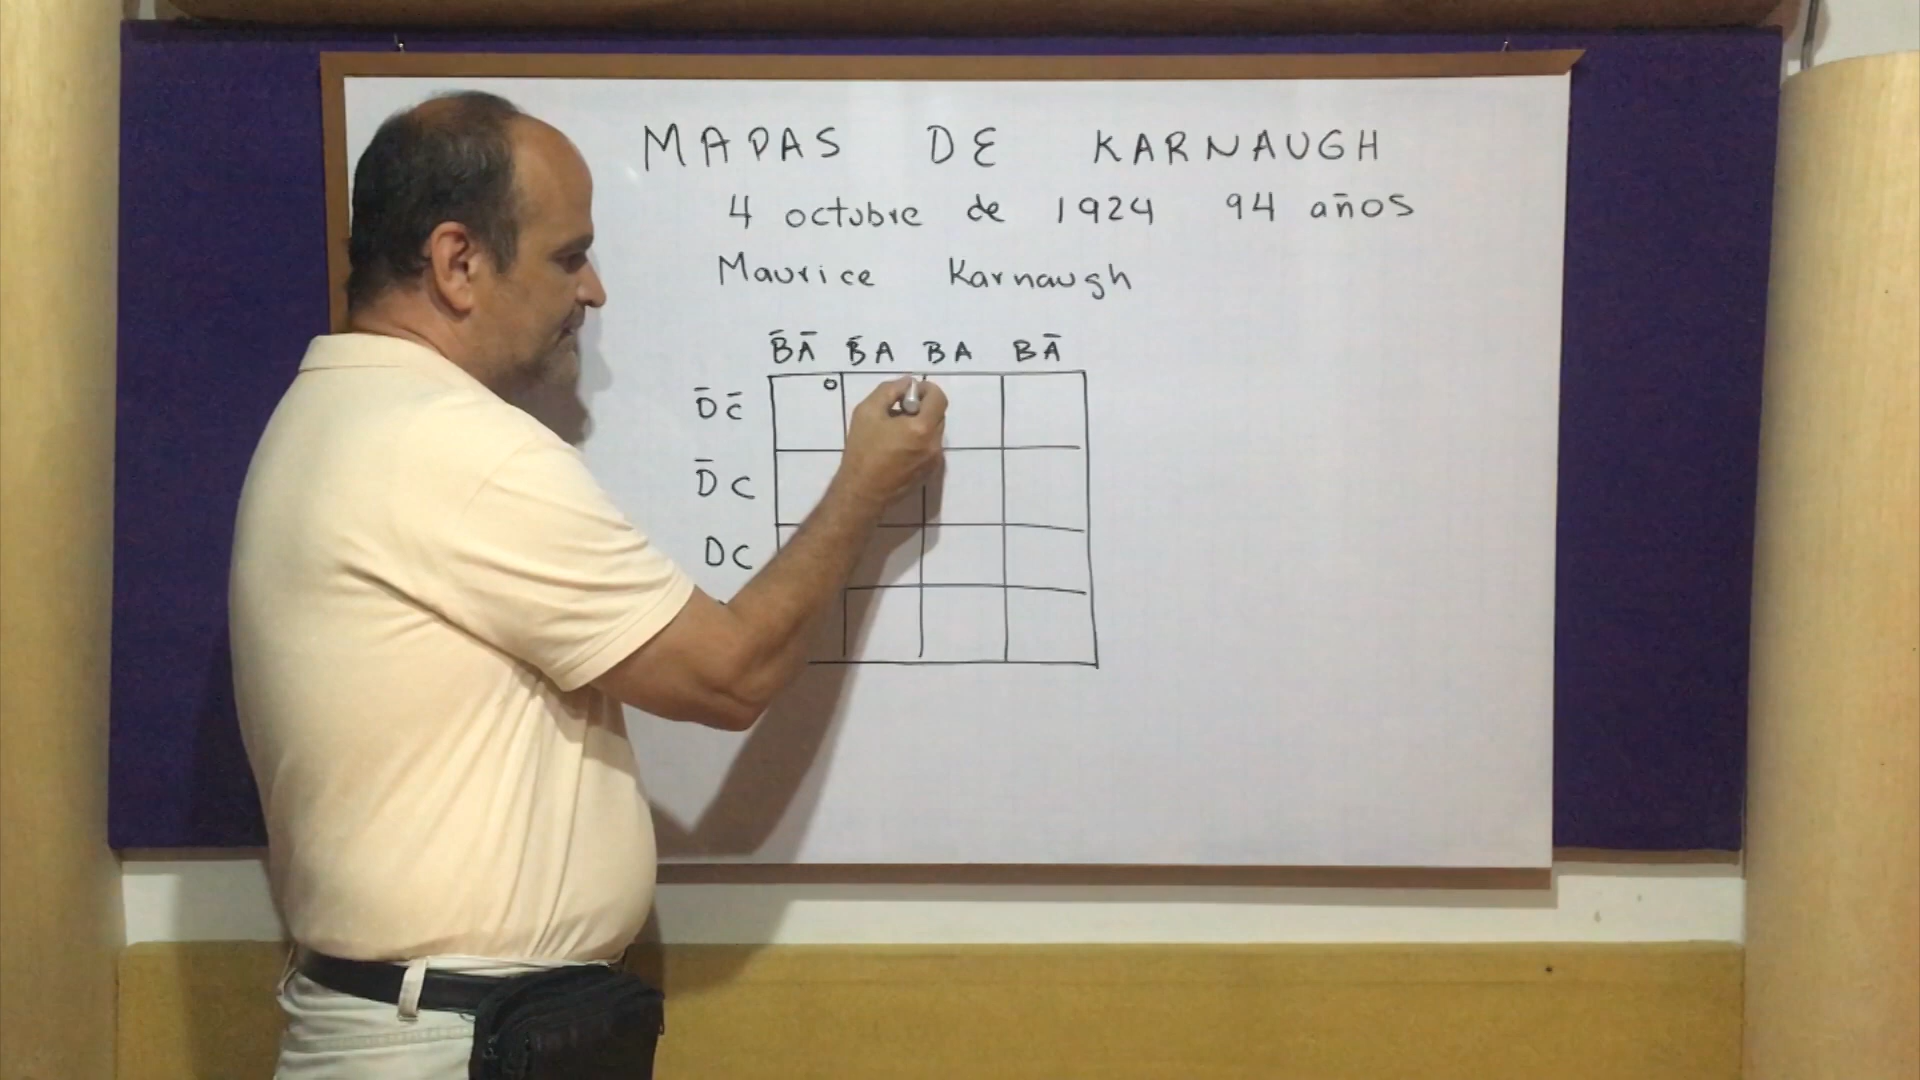 MAPAS DE KARNAUGH
4 octubre de 1924 94 años
Maurice Karnaugh
B̄Ā B̄A BA BĀ
D̄C̄ 0
D̄C
DC